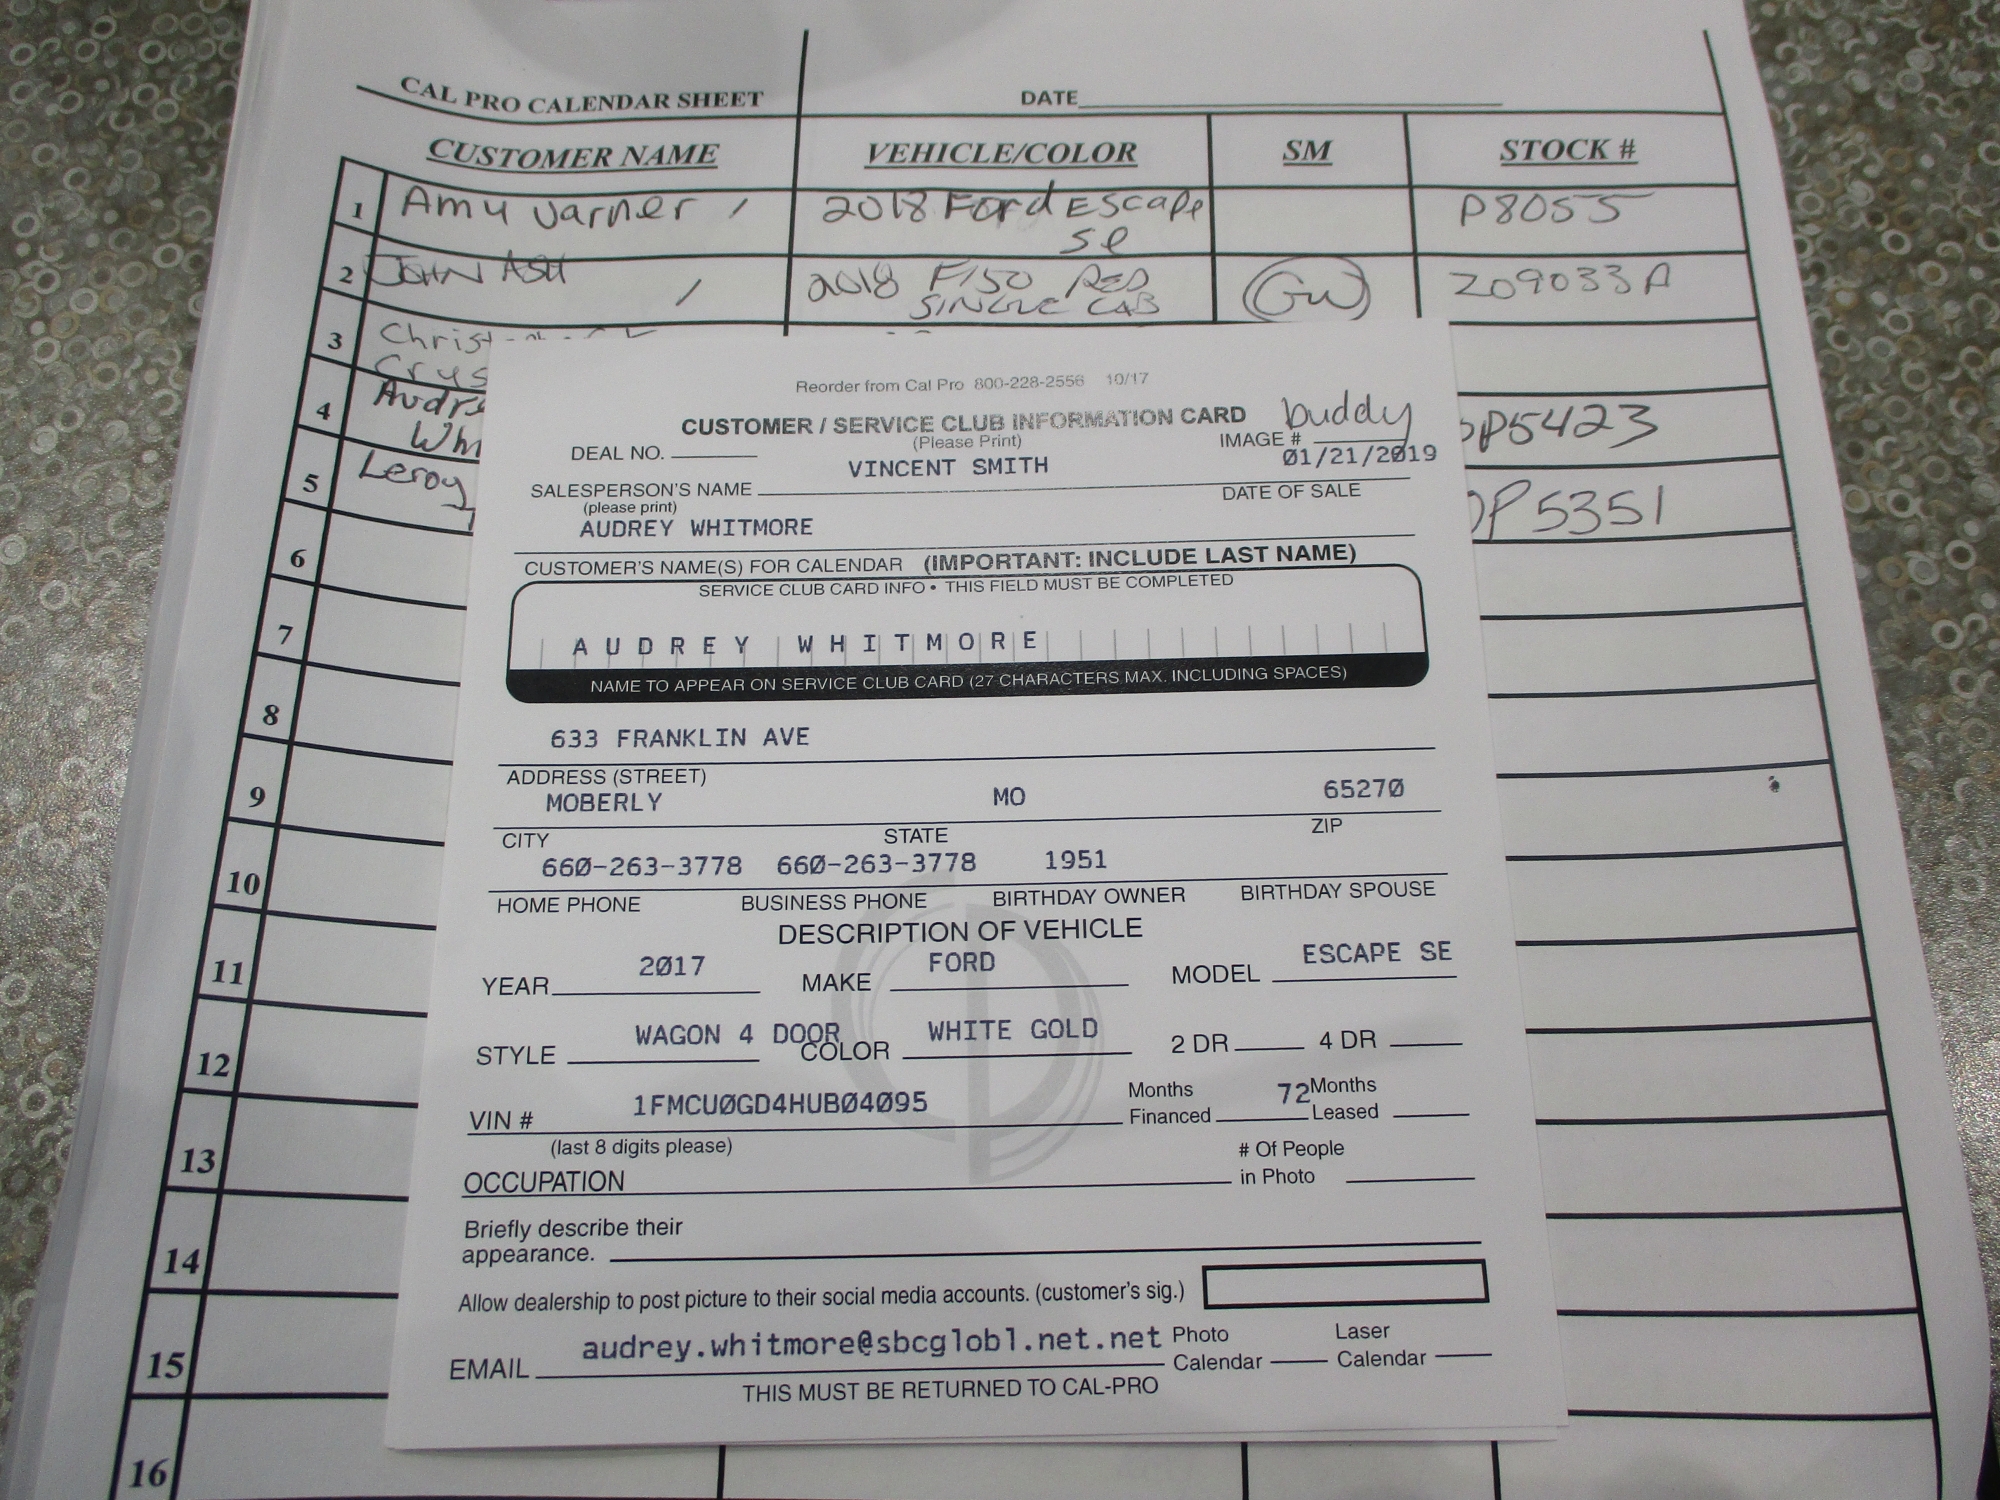 CAL PRO CALENDAR SHEET DATE
CUSTOMER NAME VEHICLE/COLOR SM STOCK #
1 Amy Varner / 2018 Ford Escape P8055
se
2 JOHN ASH / 2018 F150 RED GW Z09033A
SINGLE CAB
3 Christ
Crys
4 Audre P5423
Wh
5 Leroy P5351
6
7
8
9
10
11
12
13
14
15
16
Reorder from Cal Pro 800-228-2556 10/17
CUSTOMER / SERVICE CLUB INFORMATION CARD buddy
DEAL NO. (Please Print) IMAGE #
VINCENT SMITH 01/21/2019
SALESPERSON'S NAME DATE OF SALE
(please print)
AUDREY WHITMORE
CUSTOMER'S NAME(S) FOR CALENDAR (IMPORTANT: INCLUDE LAST NAME)
SERVICE CLUB CARD INFO • THIS FIELD MUST BE COMPLETED
AUDREY WHITMORE
NAME TO APPEAR ON SERVICE CLUB CARD (27 CHARACTERS MAX. INCLUDING SPACES)
633 FRANKLIN AVE
ADDRESS (STREET)
MOBERLY MO 65270
CITY STATE ZIP
660-263-3778 660-263-3778 1951
HOME PHONE BUSINESS PHONE BIRTHDAY OWNER BIRTHDAY SPOUSE
DESCRIPTION OF VEHICLE
YEAR 2017 MAKE FORD MODEL ESCAPE SE
STYLE WAGON 4 DOOR COLOR WHITE GOLD 2 DR 4 DR
VIN # 1FMCU0GD4HUB04095 Months Financed 72 Months Leased
(last 8 digits please)
OCCUPATION # Of People in Photo
Briefly describe their
appearance.
Allow dealership to post picture to their social media accounts. (customer's sig.)
EMAIL audrey.whitmore@sbcglobl.net.net Photo Calendar Laser Calendar
THIS MUST BE RETURNED TO CAL-PRO